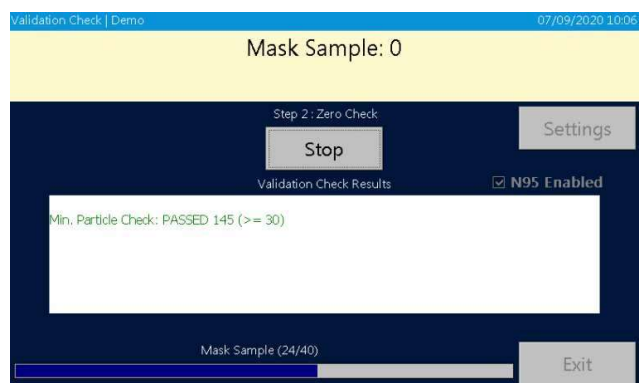 Validation Check | Demo
07/09/2020 10:06
Mask Sample: 0
Step 2 : Zero Check
Settings
Stop
Validation Check Results
N95 Enabled
Min. Particle Check: PASSED 145 (>= 30)
Mask Sample (24/40)
Exit